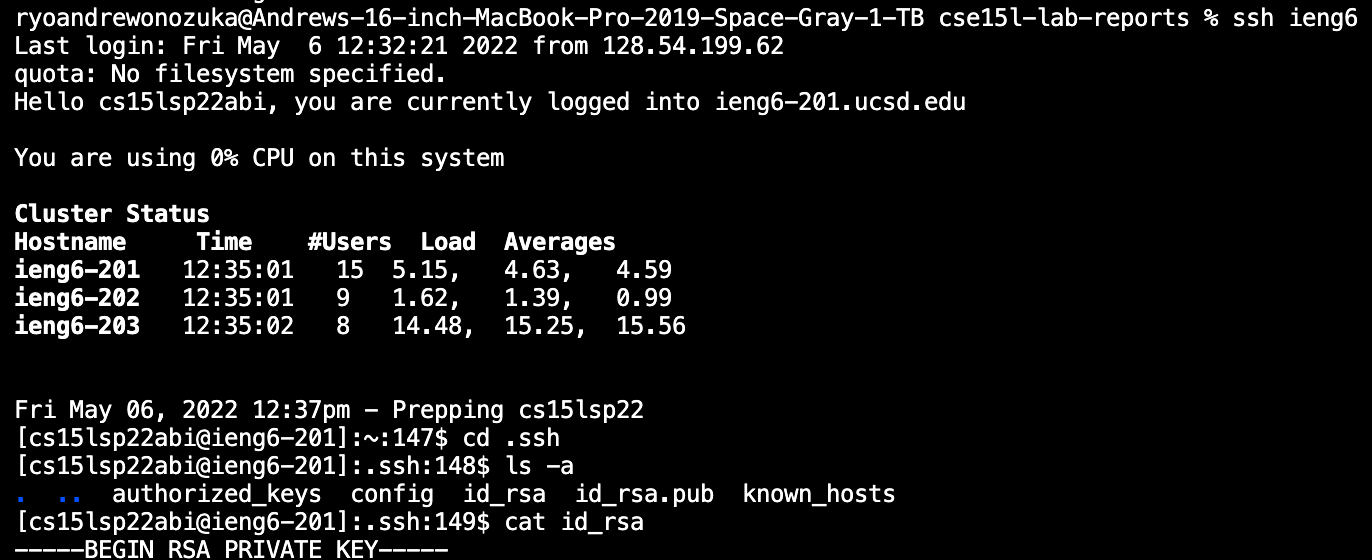 ryoandrewonozuka@Andrews-16-inch-MacBook-Pro-2019-Space-Gray-1-TB cse15l-lab-reports % ssh ieng6
Last login: Fri May  6 12:32:21 2022 from 128.54.199.62
quota: No filesystem specified.
Hello cs15lsp22abi, you are currently logged into ieng6-201.ucsd.edu
You are using 0% CPU on this system
Cluster Status
Hostname     Time    #Users  Load  Averages
ieng6-201   12:35:01   15  5.15,   4.63,   4.59
ieng6-202   12:35:01   9   1.62,   1.39,   0.99
ieng6-203   12:35:02   8   14.48,  15.25,  15.56
Fri May 06, 2022 12:37pm - Prepping cs15lsp22
[cs15lsp22abi@ieng6-201]:~:147$ cd .ssh
[cs15lsp22abi@ieng6-201]:.ssh:148$ ls -a
.  ..  authorized_keys  config  id_rsa  id_rsa.pub  known_hosts
[cs15lsp22abi@ieng6-201]:.ssh:149$ cat id_rsa
-----BEGIN RSA PRIVATE KEY-----